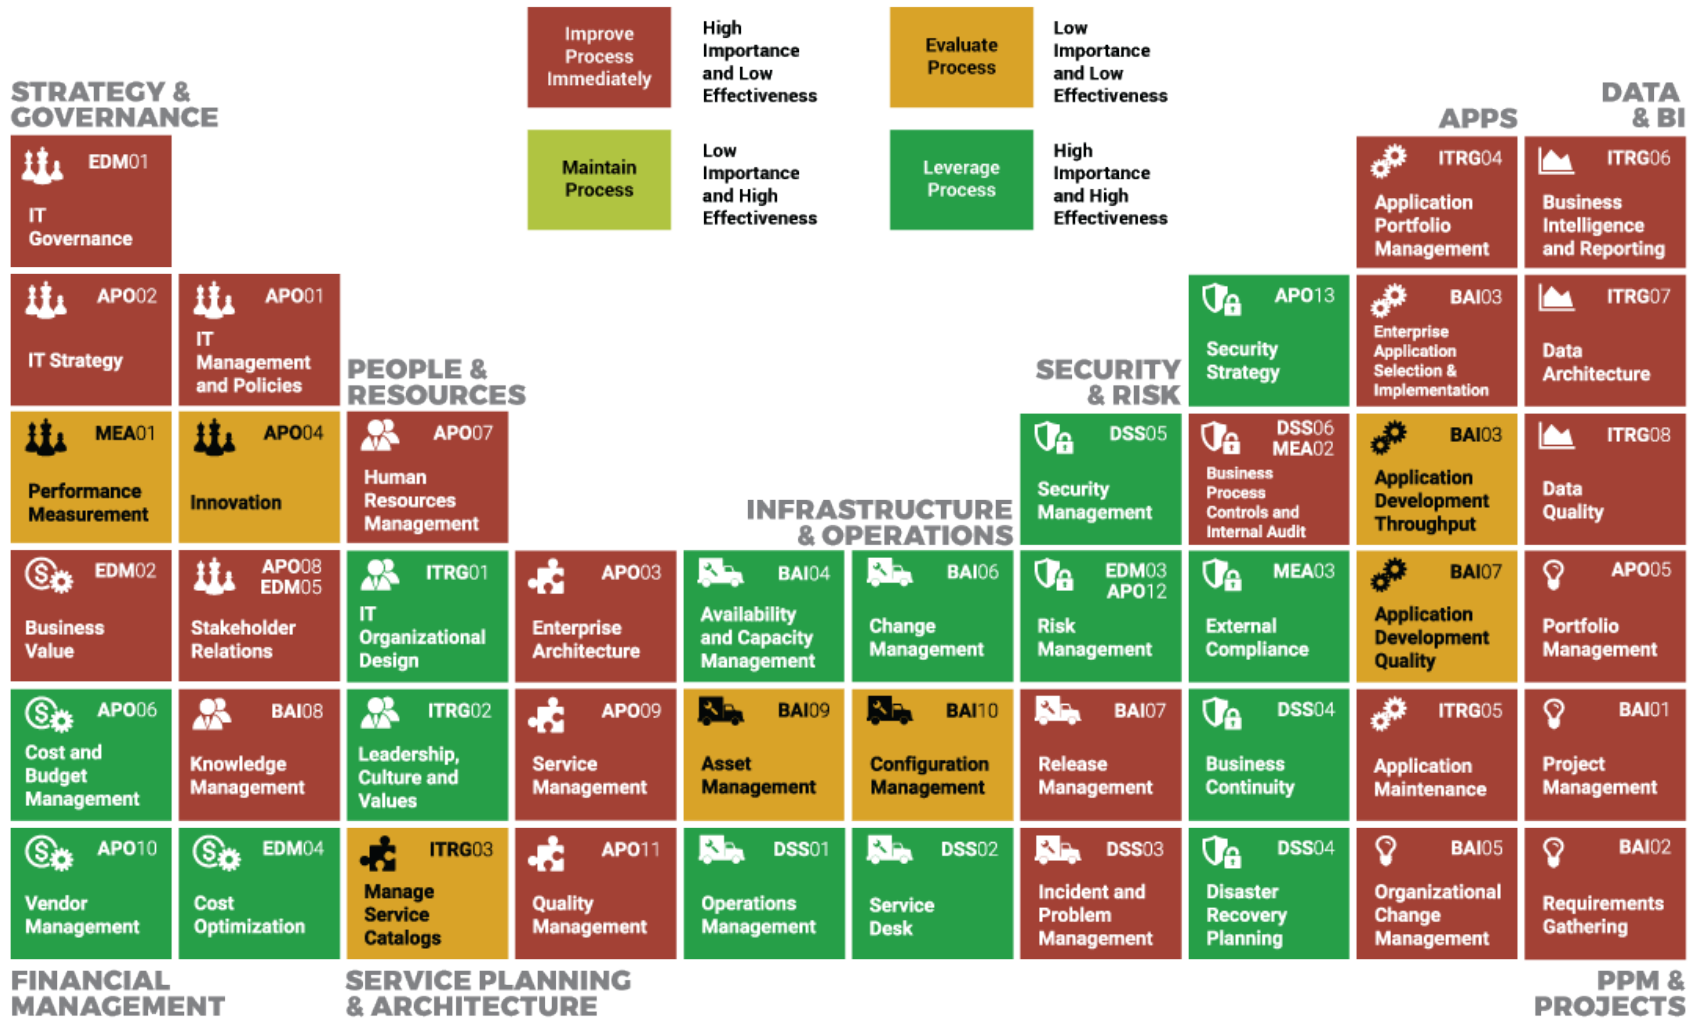 Improve
Process
Immediately
High
Importance
and Low
Effectiveness
Evaluate
Process
Low
Importance
and Low
Effectiveness
Maintain
Process
Low
Importance
and High
Effectiveness
Leverage
Process
High
Importance
and High
Effectiveness
STRATEGY &
GOVERNANCE
APPS
DATA
& BI
EDM01
IT
Governance
ITRG04
Application
Portfolio
Management
ITRG06
Business
Intelligence
and Reporting
APO02
IT Strategy
APO01
IT
Management
and Policies
PEOPLE &
RESOURCES
SECURITY
& RISK
APO13
Security
Strategy
BAI03
Enterprise
Application
Selection &
Implementation
ITRG07
Data
Architecture
MEA01
Performance
Measurement
APO04
Innovation
APO07
Human
Resources
Management
INFRASTRUCTURE
& OPERATIONS
DSS05
Security
Management
DSS06
MEA02
Business
Process
Controls and
Internal Audit
BAI03
Application
Development
Throughput
ITRG08
Data
Quality
EDM02
Business
Value
APO08
EDM05
Stakeholder
Relations
ITRG01
IT
Organizational
Design
APO03
Enterprise
Architecture
BAI04
Availability
and Capacity
Management
BAI06
Change
Management
EDM03
APO12
Risk
Management
MEA03
External
Compliance
BAI07
Application
Development
Quality
APO05
Portfolio
Management
APO06
Cost and
Budget
Management
BAI08
Knowledge
Management
ITRG02
Leadership,
Culture and
Values
APO09
Service
Management
BAI09
Asset
Management
BAI10
Configuration
Management
BAI07
Release
Management
DSS04
Business
Continuity
ITRG05
Application
Maintenance
BAI01
Project
Management
APO10
Vendor
Management
EDM04
Cost
Optimization
ITRG03
Manage
Service
Catalogs
APO11
Quality
Management
DSS01
Operations
Management
DSS02
Service
Desk
DSS03
Incident and
Problem
Management
DSS04
Disaster
Recovery
Planning
BAI05
Organizational
Change
Management
BAI02
Requirements
Gathering
FINANCIAL
MANAGEMENT
SERVICE PLANNING
& ARCHITECTURE
PPM &
PROJECTS